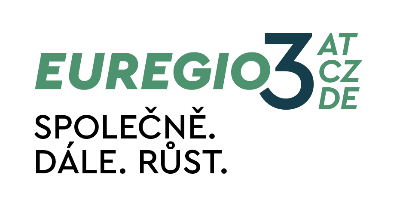 EUREGIO3 AT
CZ
DE
SPOLEČNĚ.
DÁLE. RŮST.